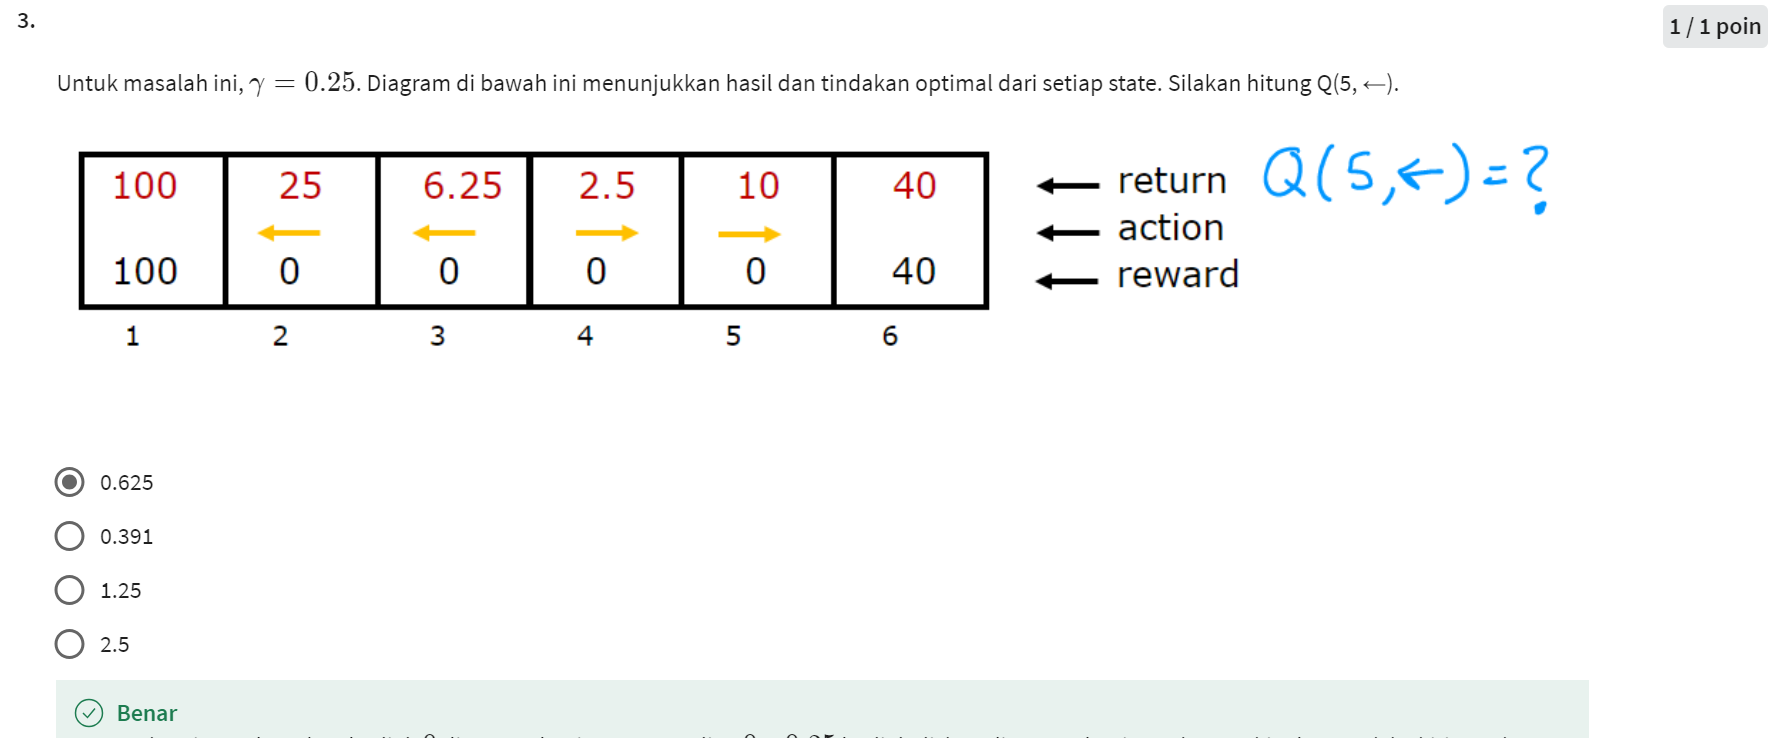 3.
1 / 1 poin
Untuk masalah ini, γ = 0.25. Diagram di bawah ini menunjukkan hasil dan tindakan optimal dari setiap state. Silakan hitung Q(5, ←).
100 25 6.25 2.5 10 40 ← return Q(5,←)=?
← ← → → ← action
100 0 0 0 0 40 ← reward
1 2 3 4 5 6
0.625
0.391
1.25
2.5
Benar